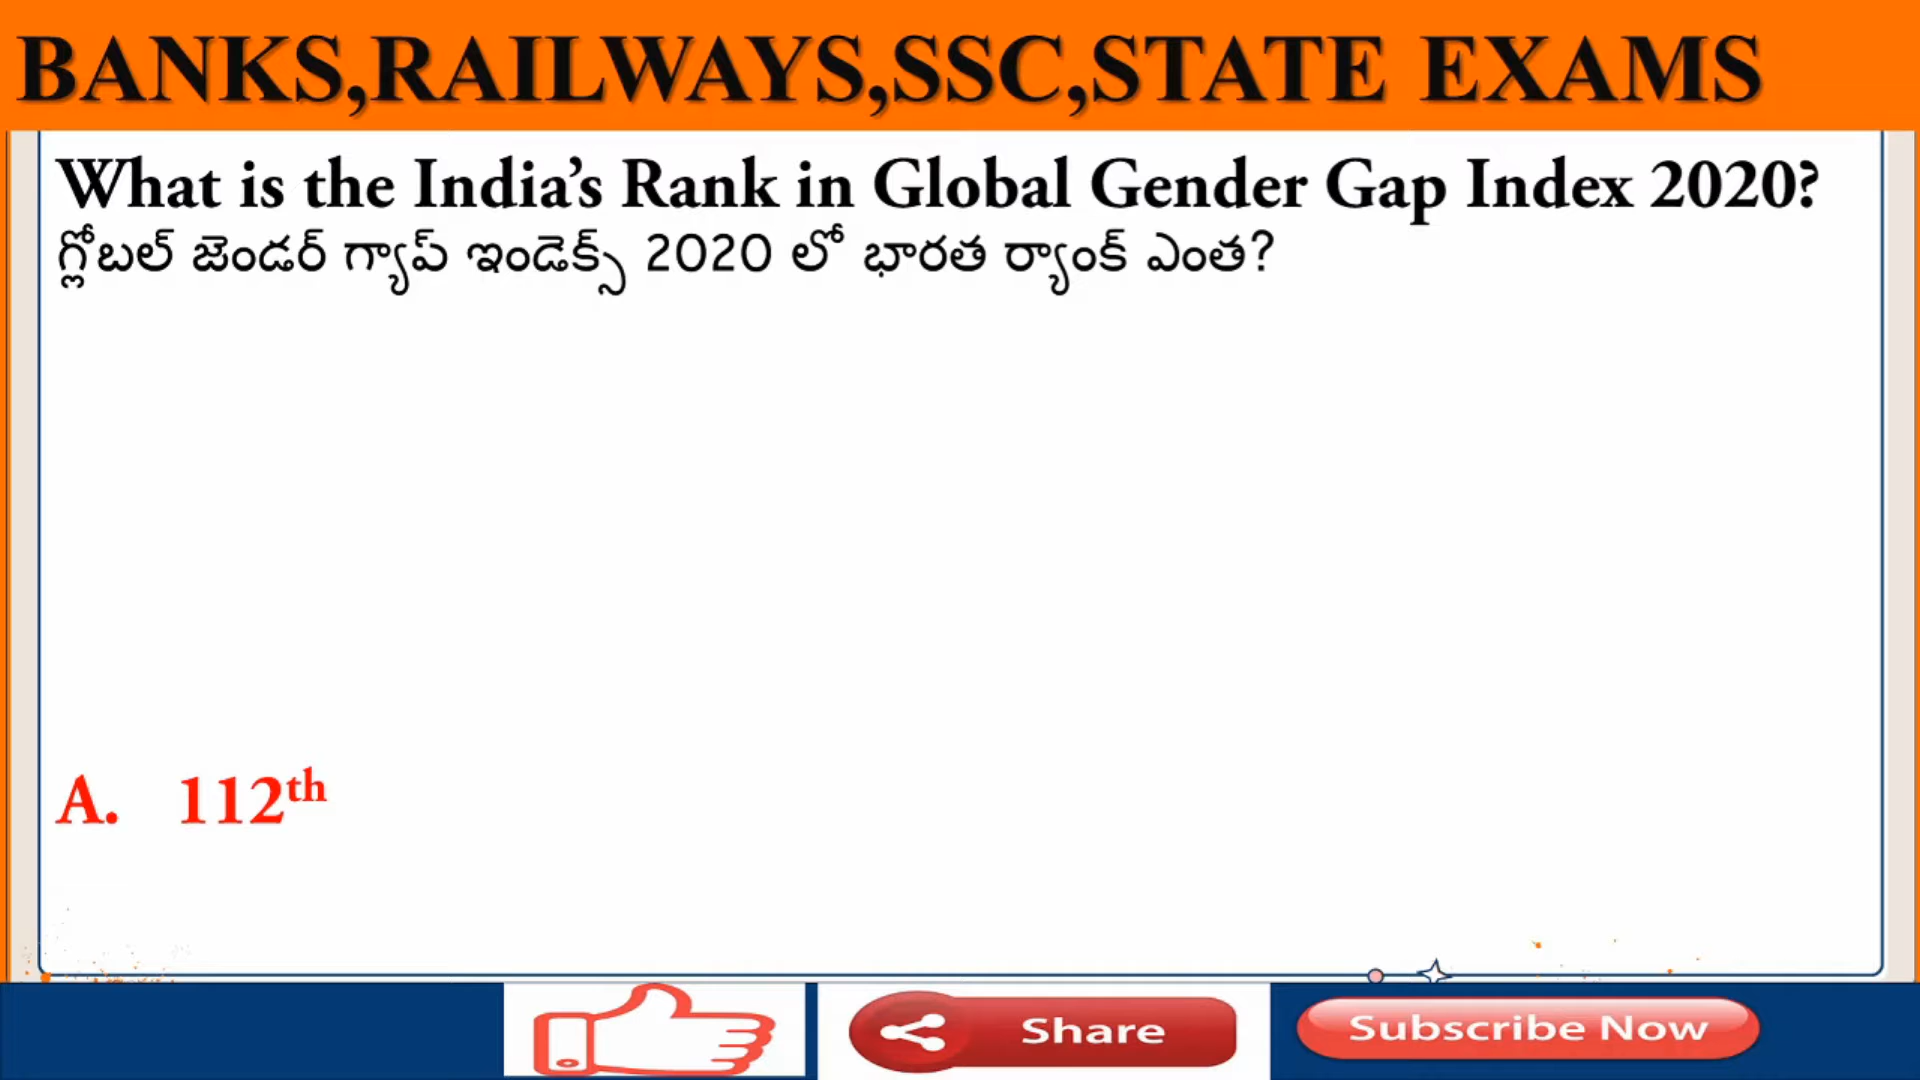 BANKS,RAILWAYS,SSC,STATE EXAMS
What is the India’s Rank in Global Gender Gap Index 2020?
గ్లోబల్ జెండర్ గ్యాప్ ఇండెక్స్ 2020 లో భారత ర్యాంక్ ఎంత?
A. 112th
Share
Subscribe Now